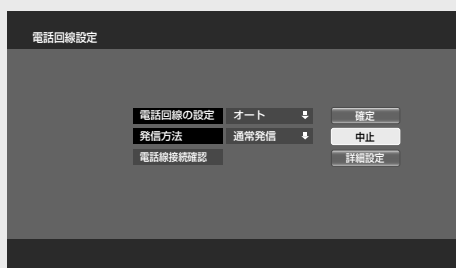 電話回線設定
電話回線の設定 オート 確定
発信方法 通常発信 中止
電話線接続確認 詳細設定